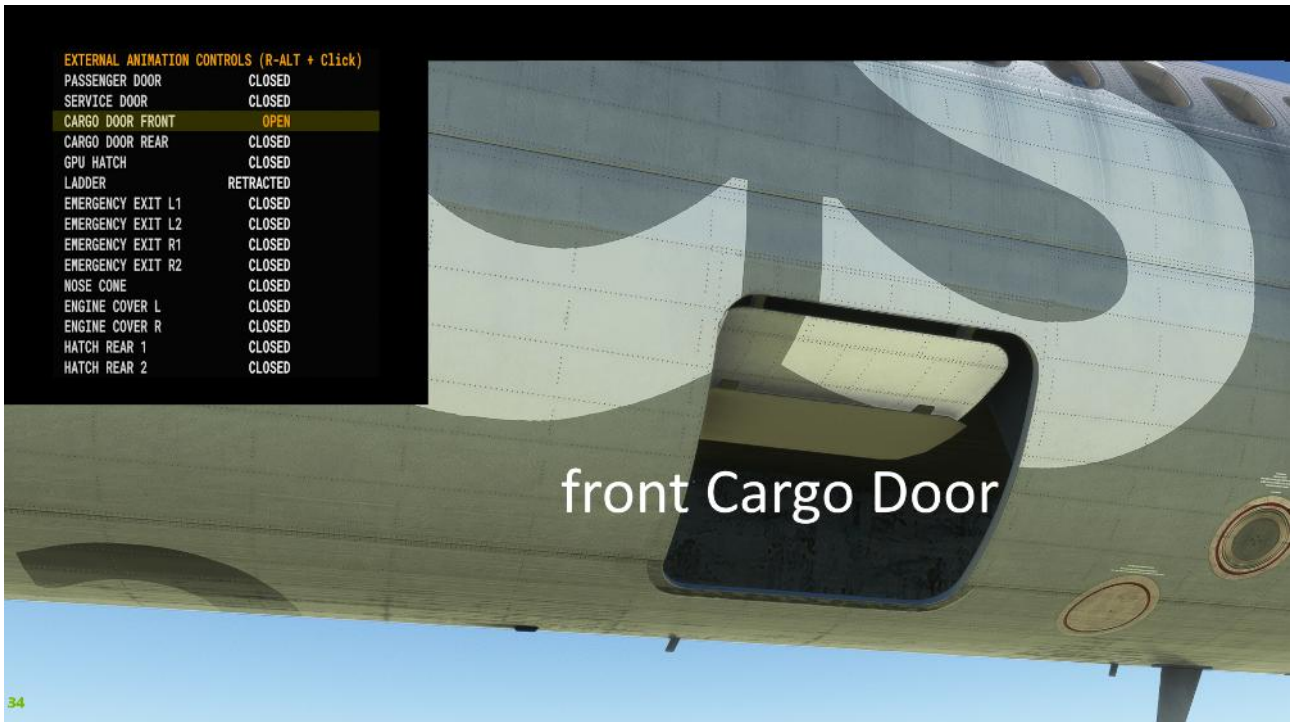 EXTERNAL ANIMATION CONTROLS (R-ALT + Click)
PASSENGER DOOR CLOSED
SERVICE DOOR CLOSED
CARGO DOOR FRONT OPEN
CARGO DOOR REAR CLOSED
GPU HATCH CLOSED
LADDER RETRACTED
EMERGENCY EXIT L1 CLOSED
EMERGENCY EXIT L2 CLOSED
EMERGENCY EXIT R1 CLOSED
EMERGENCY EXIT R2 CLOSED
NOSE CONE CLOSED
ENGINE COVER L CLOSED
ENGINE COVER R CLOSED
HATCH REAR 1 CLOSED
HATCH REAR 2 CLOSED
front Cargo Door
34